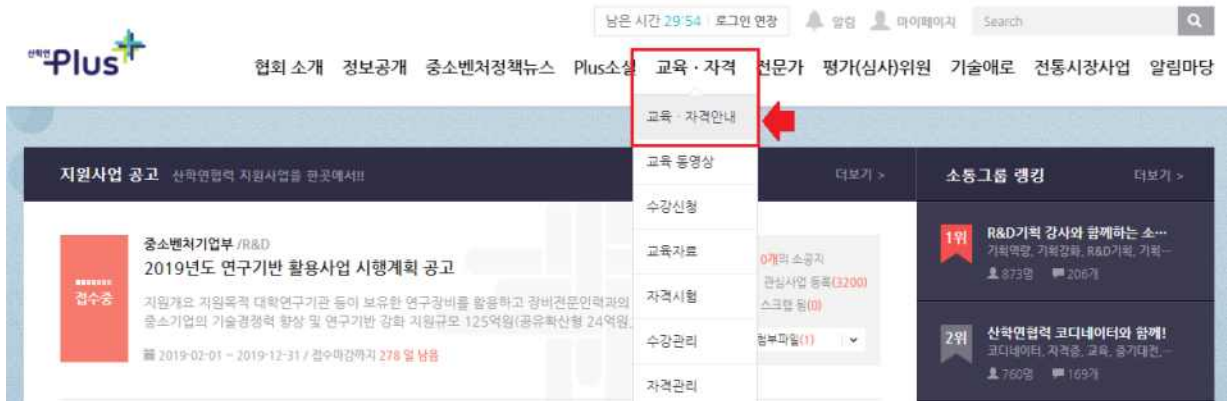 남은 시간 29:54 로그인 연장 알림 마이페이지 Search
산학연 Plus
협회 소개 정보공개 중소벤처정책뉴스 Plus소실 교육 · 자격 전문가 평가(심사)위원 기술애로 전통시장사업 알림마당
교육 · 자격안내
교육 동영상
수강신청
교육자료
자격시험
수강관리
자격관리
지원사업 공고 산학연협력 지원사업을 한곳에서!! 더보기 >
중소벤처기업부 /R&D
2019년도 연구기반 활용사업 시행계획 공고
접수중
지원개요 지원목적 대학연구기관 등이 보유한 연구장비를 활용하고 장비전문인력과의
중소기업의 기술경쟁력 향상 및 연구기반 강화 지원규모 125억원(공유확산형 24억원,
2019-02-01 ~ 2019-12-31 / 접수마감까지 278 일 남음
0개의 소공지
관심사업 등록(3200)
스크랩 됨(0)
첨부파일(1)
소통그룹 랭킹 더보기 >
1위 R&D기획 강사와 함께하는 소…
기획역량, 기획강화, R&D기획, 기획…
873명 206개
2위 산학연협력 코디네이터와 함께!
코디네이터, 자격증, 교육, 중기대전,…
760명 169개